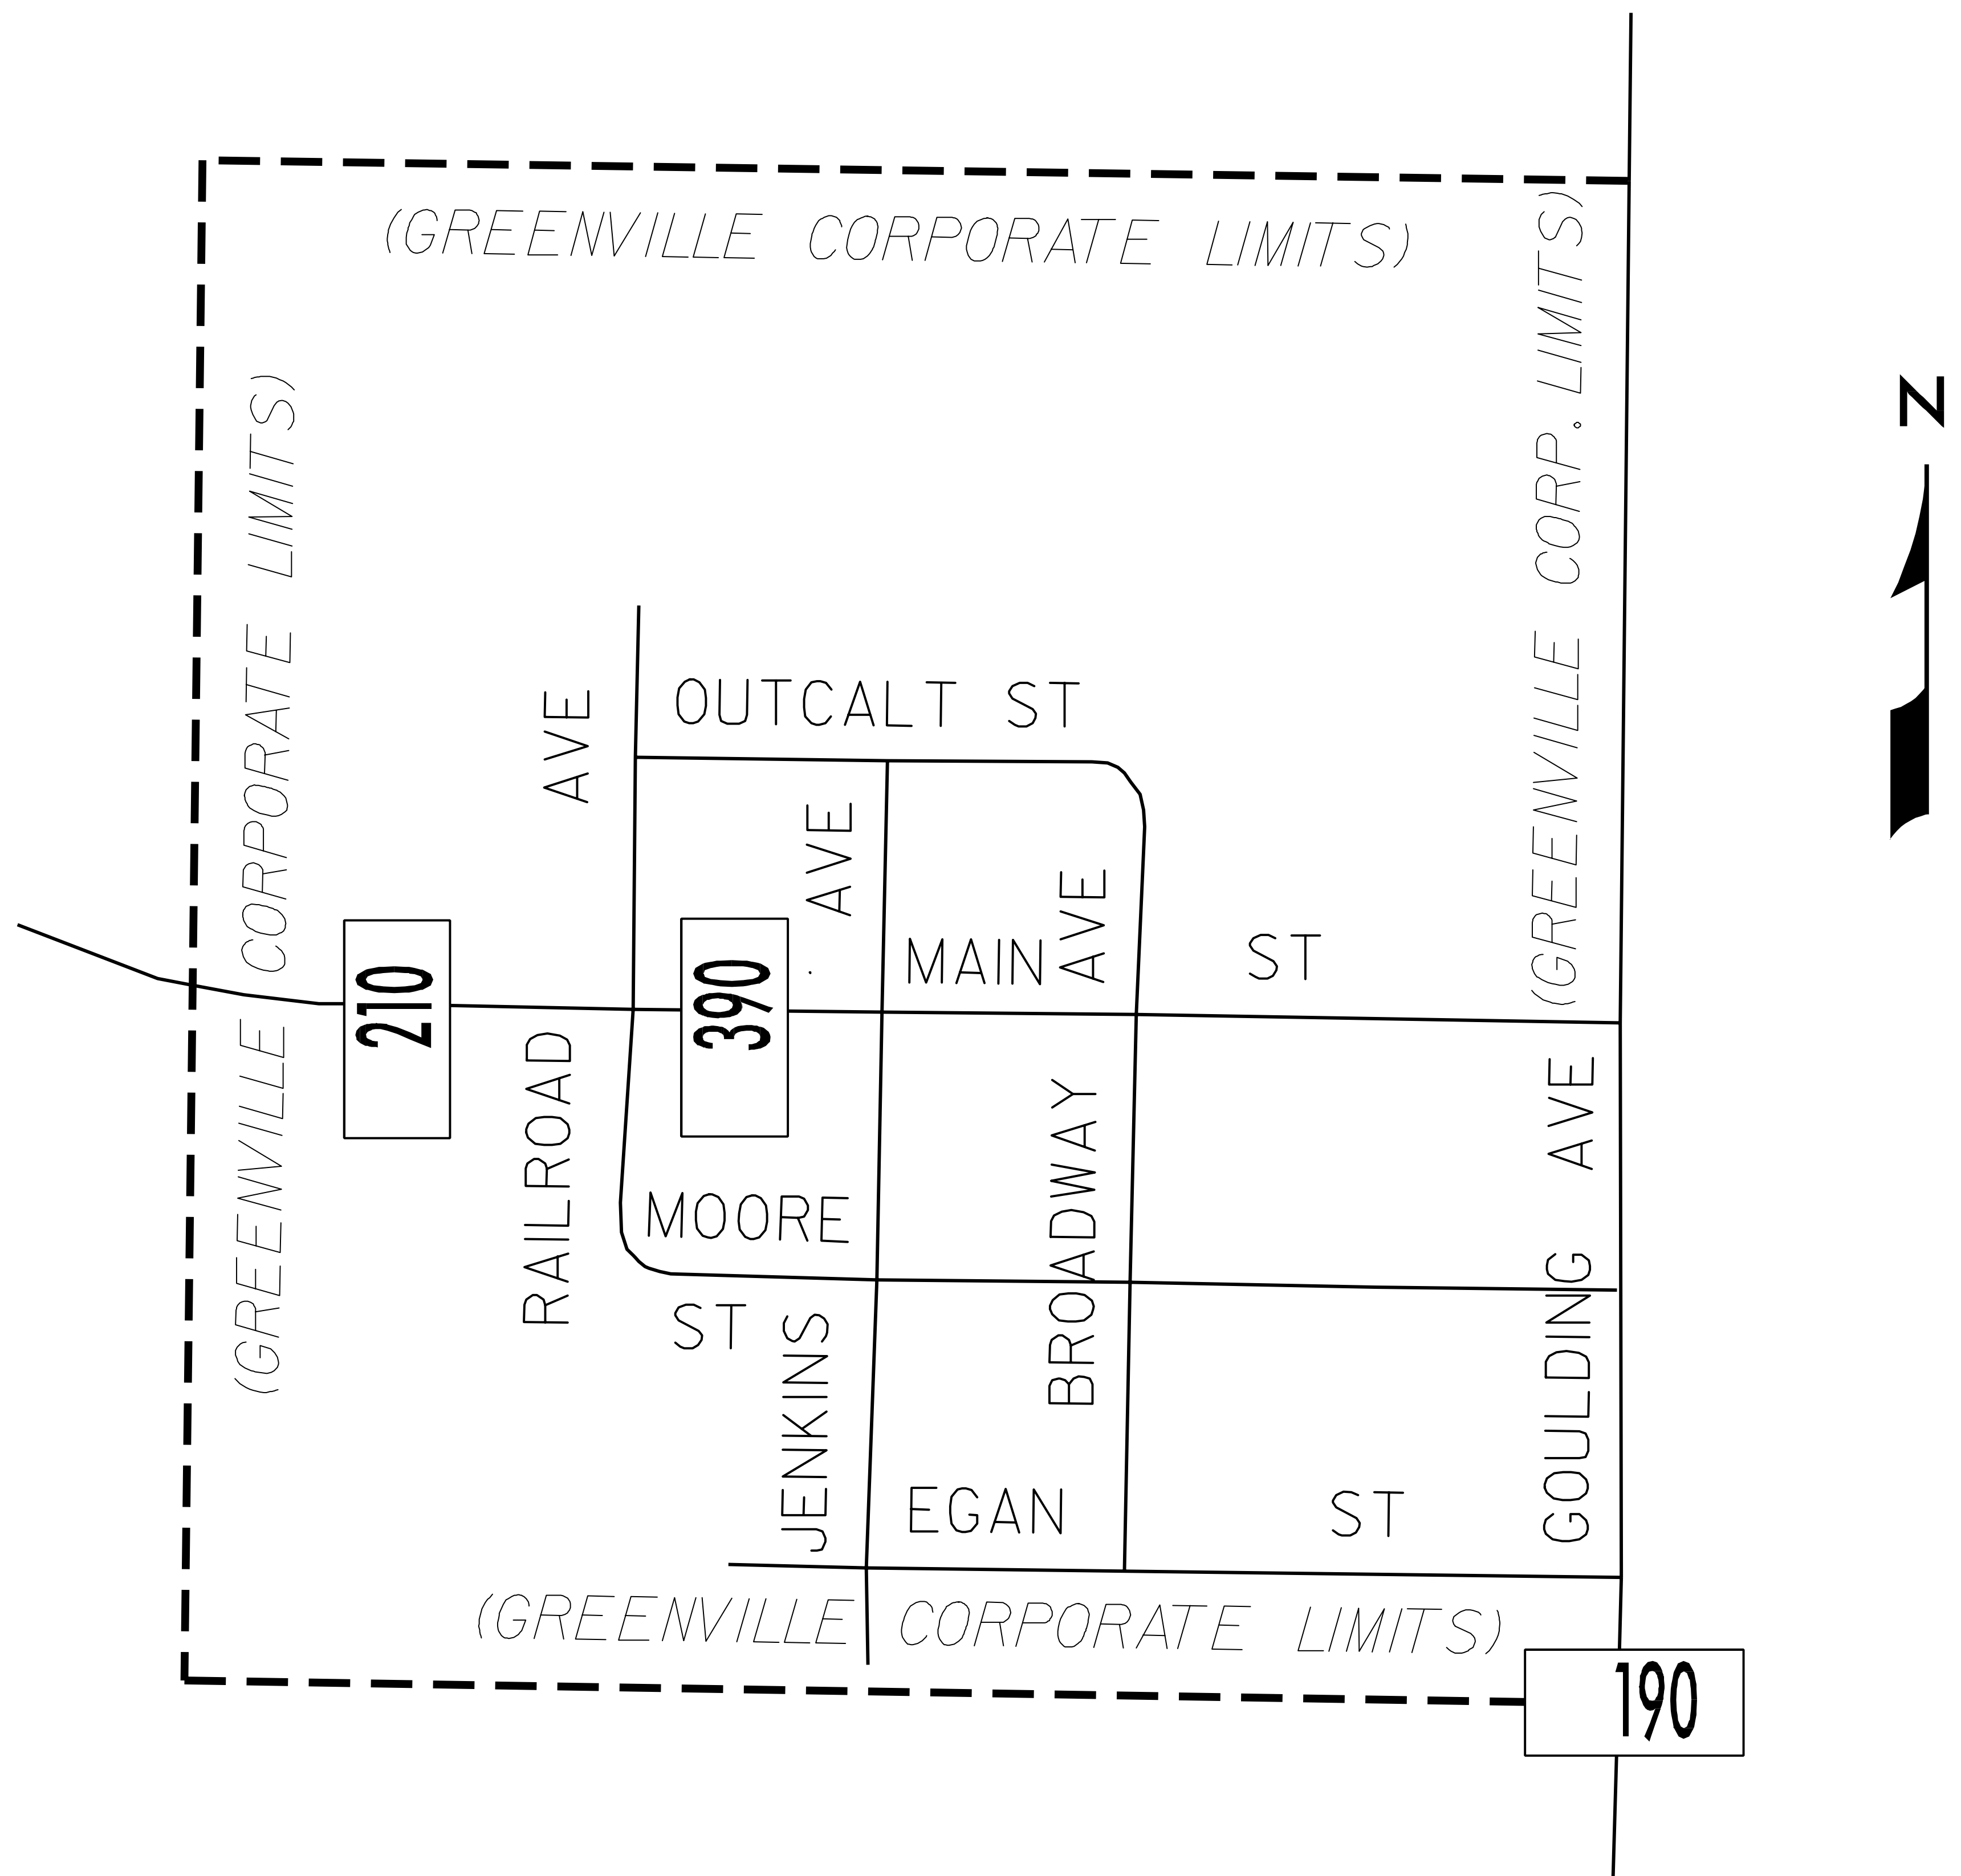 (GREENVILLE CORPORATE LIMITS)
(GREENVILLE CORP. LIMITS)
N
(GREENVILLE CORPORATE LIMITS)
OUTCALT ST
RAILROAD AVE
JENKINS AVE
MAIN ST
BROADWAY AVE
210
390
MOORE ST
GOULDING AVE
EGAN ST
(GREENVILLE CORPORATE LIMITS)
190